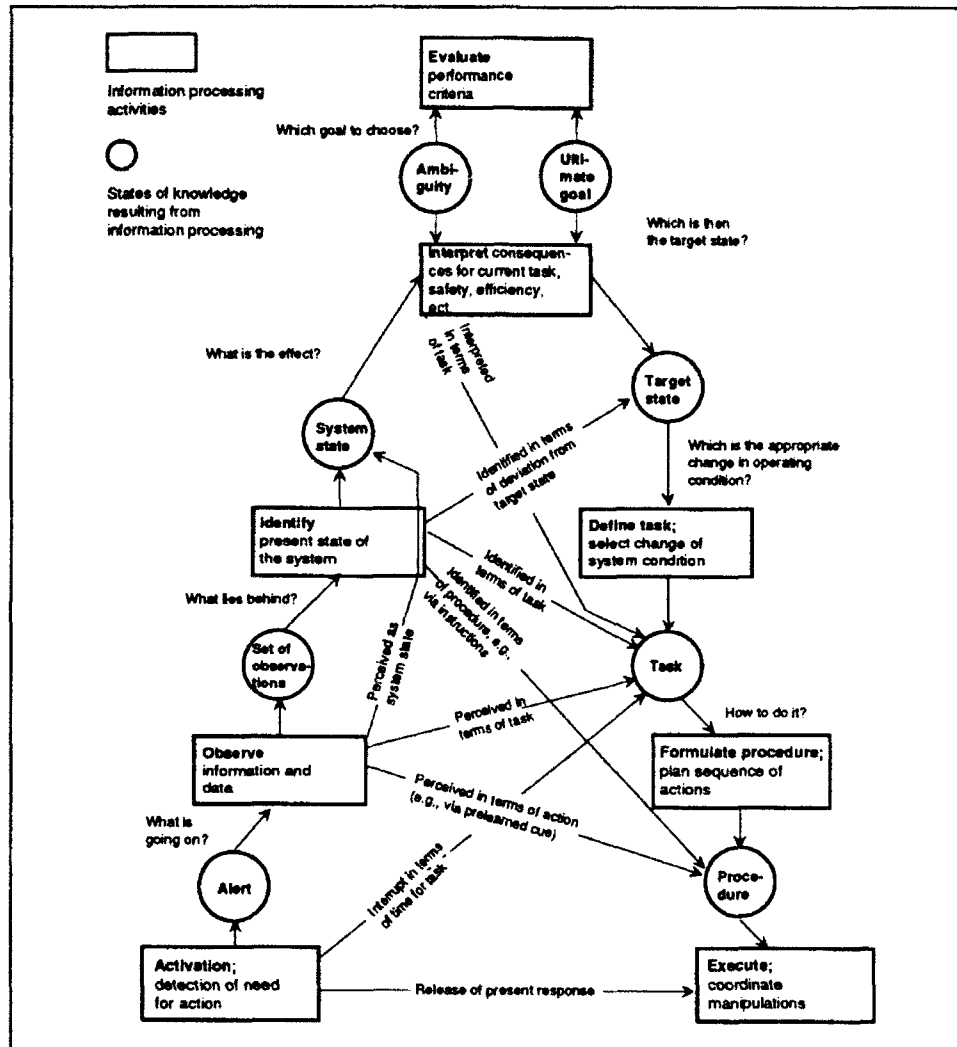 Information processing
activities
States of knowledge
resulting from
information processing
Evaluate
performance
criteria
Which goal to choose?
Ambi-
guity
Ulti-
mate
goal
Which is then
the target state?
Interpret consequen-
ces for current task,
safety, efficiency,
ect.
What is the effect?
Interpreted
in terms
of task
Target
state
System
state
Identified in terms
of deviation from
target state
Which is the appropriate
change in operating
condition?
Identify
present state of
the system
Define task;
select change of
system condition
Identified in
terms of task
Identified in terms
of procedure, e.g.,
via instructions
What lies behind?
Perceived as
system state
Set of
observa-
tions
Task
Perceived in
terms of task
How to do it?
Observe
information and
data
Formulate procedure;
plan sequence of
actions
Perceived in terms of action
(e.g., via prelearned cue)
What is
going on?
Interrupt in terms
of time for task
Alert
Proce-
dure
Activation;
detection of need
for action
Release of present response
Execute;
coordinate
manipulations